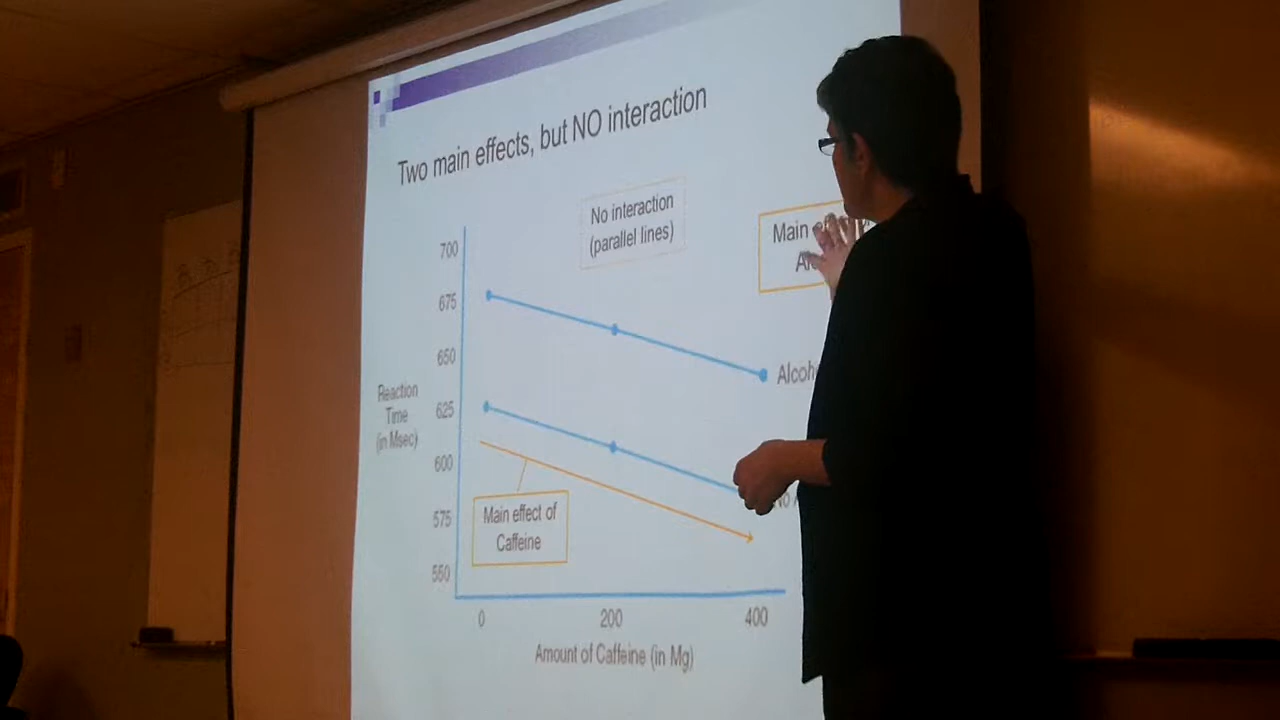 Two main effects, but NO interaction
No interaction
(parallel lines)
Main
700
675
650
625
600
575
550
Reaction
Time
(in Msec)
Main effect of
Caffeine
0
200
400
Amount of Caffeine (in Mg)